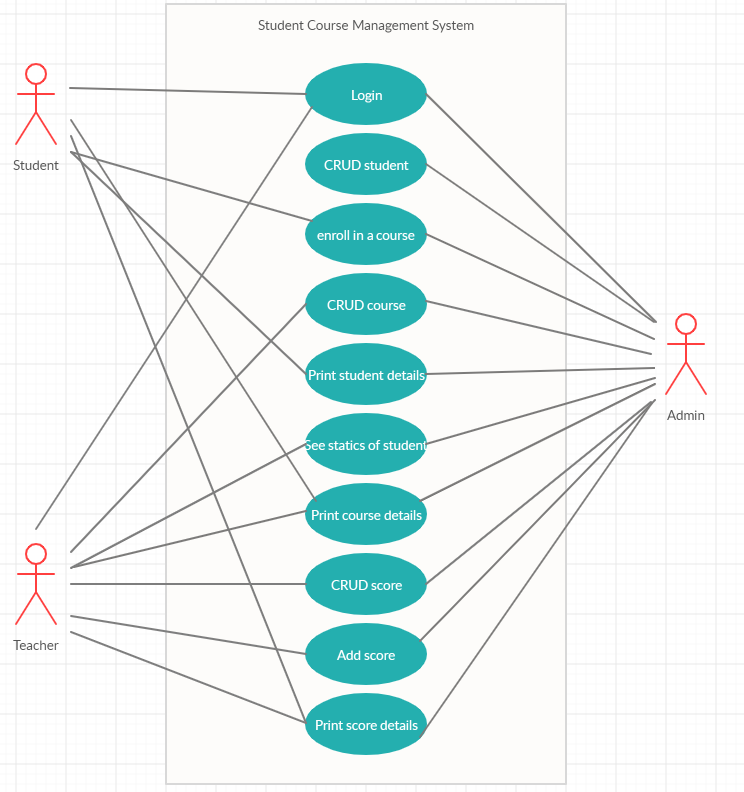 Student Course Management System
Login
CRUD student
Student
enroll in a course
CRUD course
Print student details
Admin
See statics of student
Print course details
CRUD score
Teacher
Add score
Print score details